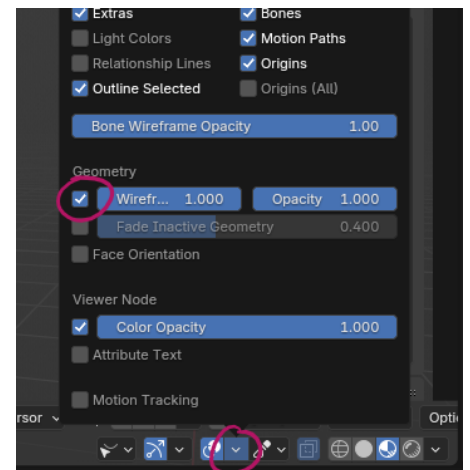 Extras Bones
Light Colors Motion Paths
Relationship Lines Origins
Outline Selected Origins (All)
Bone Wireframe Opacity 1.00
Geometry
Wirefr... 1.000 Opacity 1.000
Fade Inactive Geometry 0.400
Face Orientation
Viewer Node
Color Opacity 1.000
Attribute Text
Motion Tracking
rsor Opti